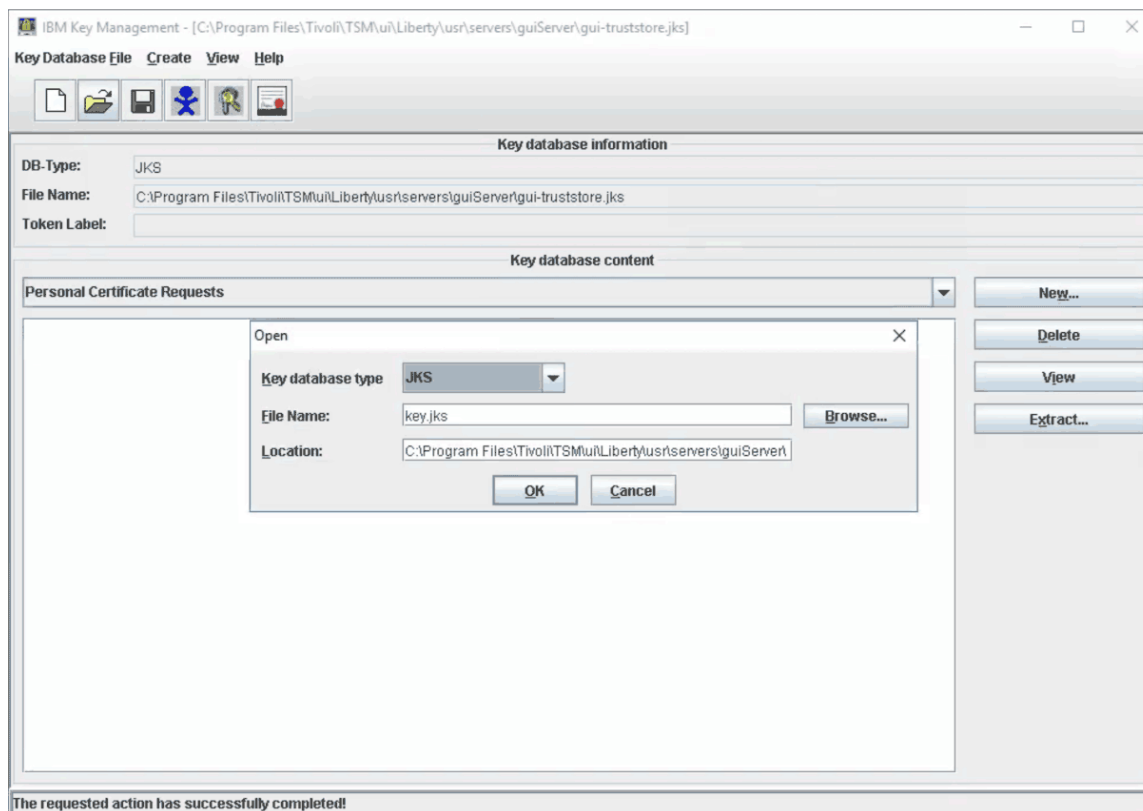 IBM Key Management - [C:\Program Files\Tivoli\TSM\ui\Liberty\usr\servers\guiServer\gui-truststore.jks]
Key Database File Create View Help
Key database information
DB-Type: JKS
File Name: C:\Program Files\Tivoli\TSM\ui\Liberty\usr\servers\guiServer\gui-truststore.jks
Token Label:
Key database content
Personal Certificate Requests
New...
Delete
View
Extract...
Open
Key database type JKS
File Name: key.jks Browse...
Location: C:\Program Files\Tivoli\TSM\ui\Liberty\usr\servers\guiServer\
OK Cancel
The requested action has successfully completed!